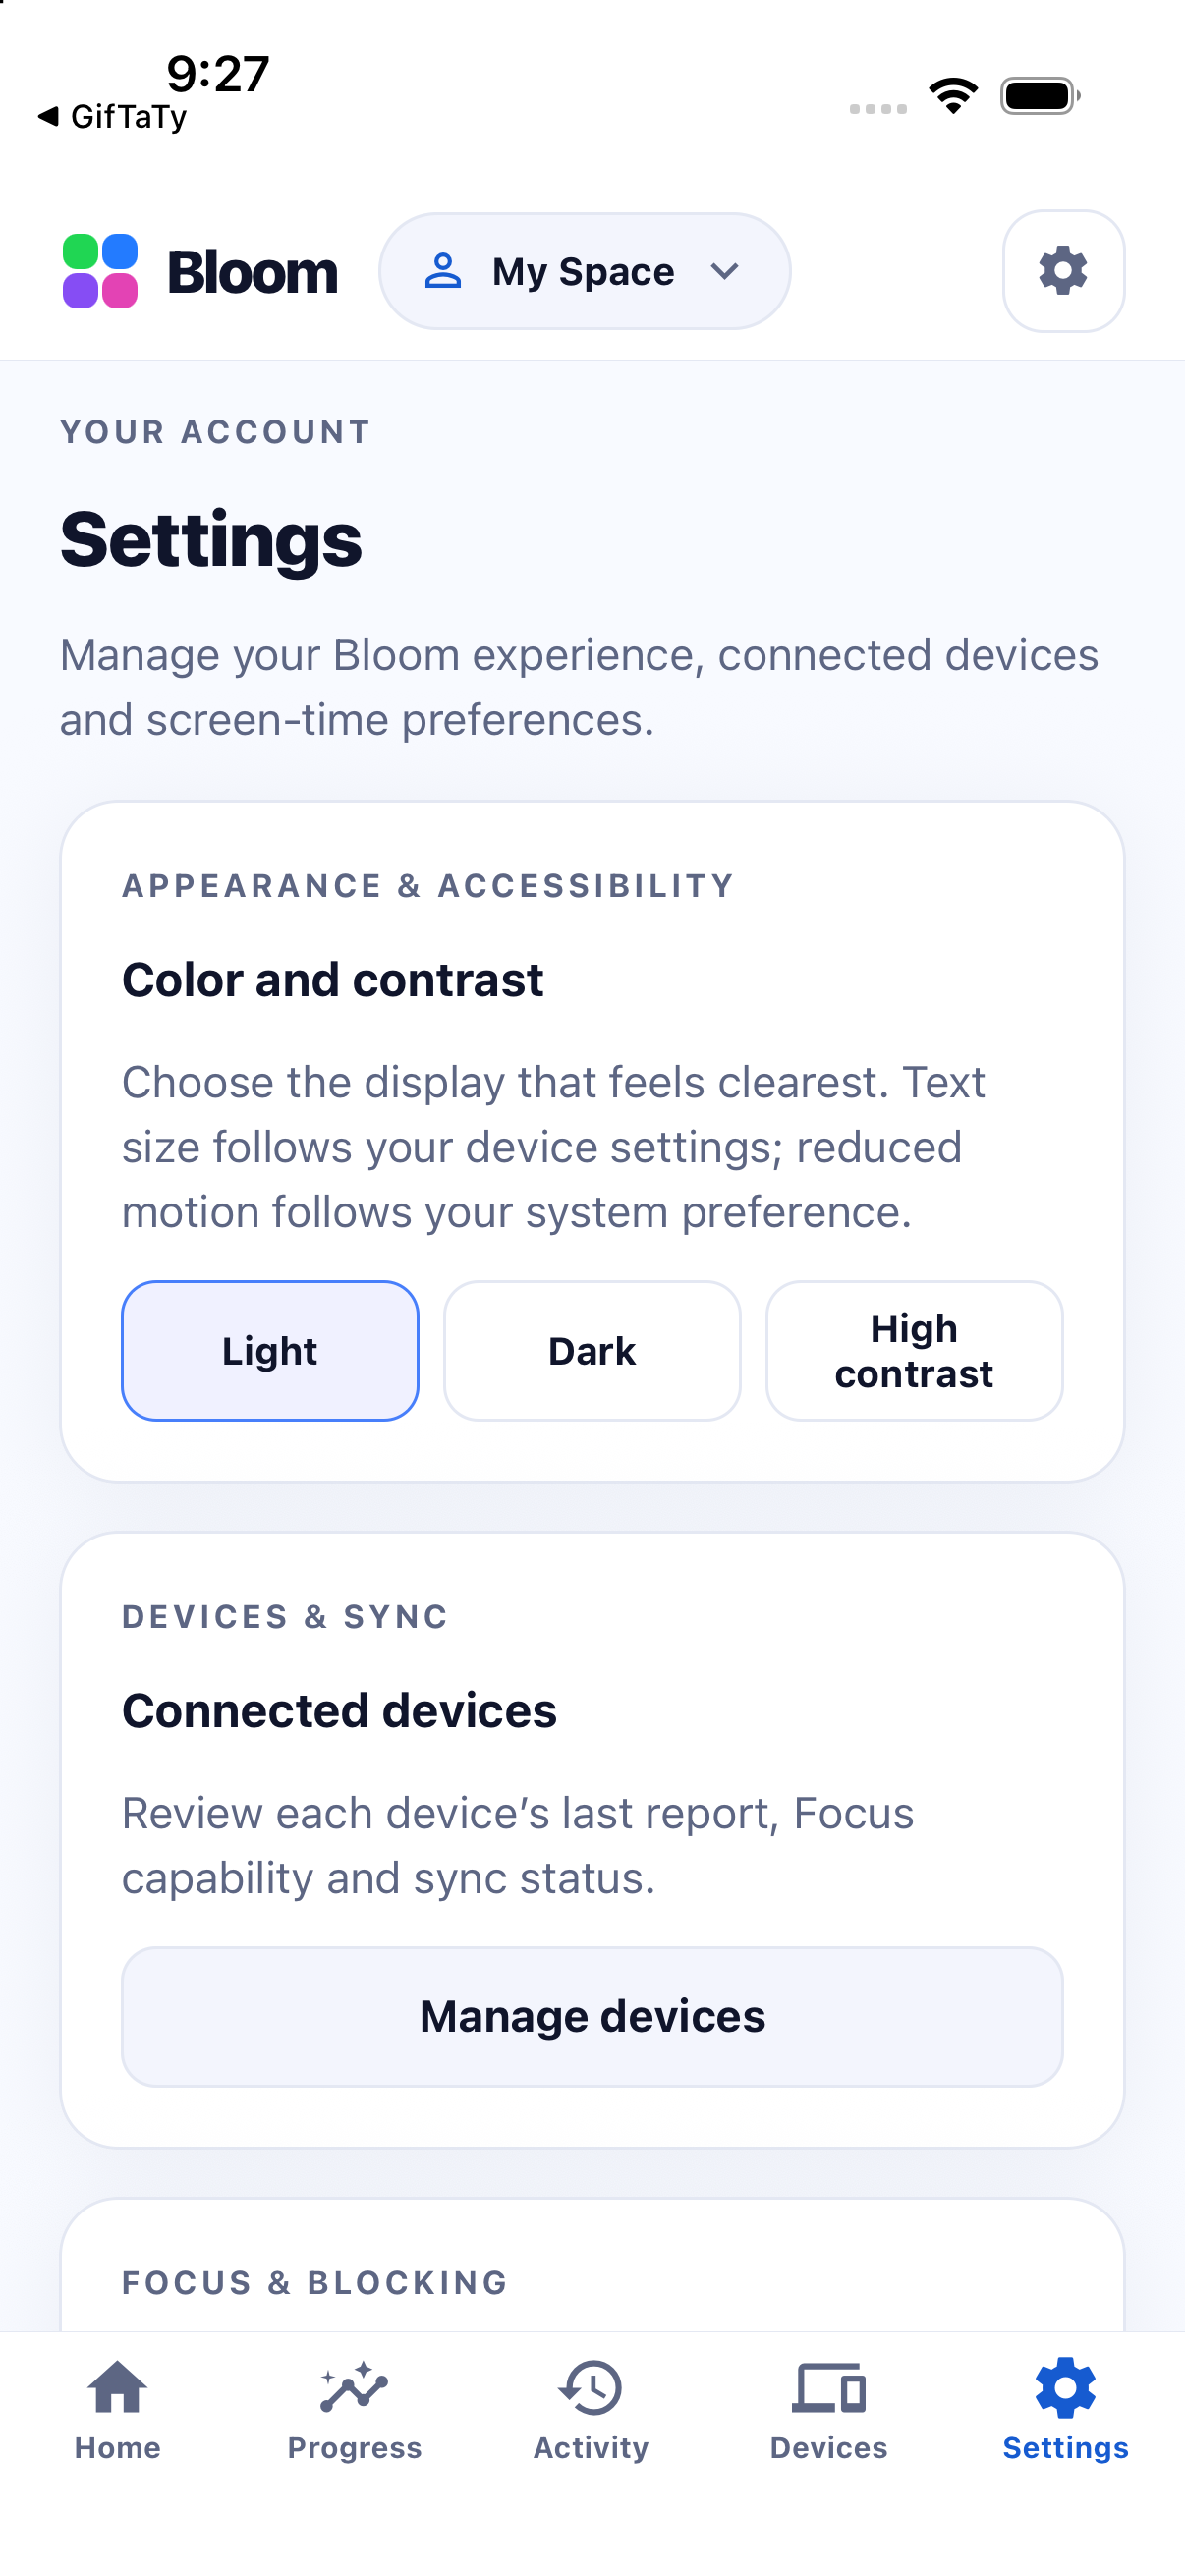 9:27
◀ GifTaTy
Bloom
My Space
YOUR ACCOUNT
Settings
Manage your Bloom experience, connected devices
and screen-time preferences.
APPEARANCE & ACCESSIBILITY
Color and contrast
Choose the display that feels clearest. Text
size follows your device settings; reduced
motion follows your system preference.
Light
Dark
High
contrast
DEVICES & SYNC
Connected devices
Review each device’s last report, Focus
capability and sync status.
Manage devices
FOCUS & BLOCKING
Home
Progress
Activity
Devices
Settings